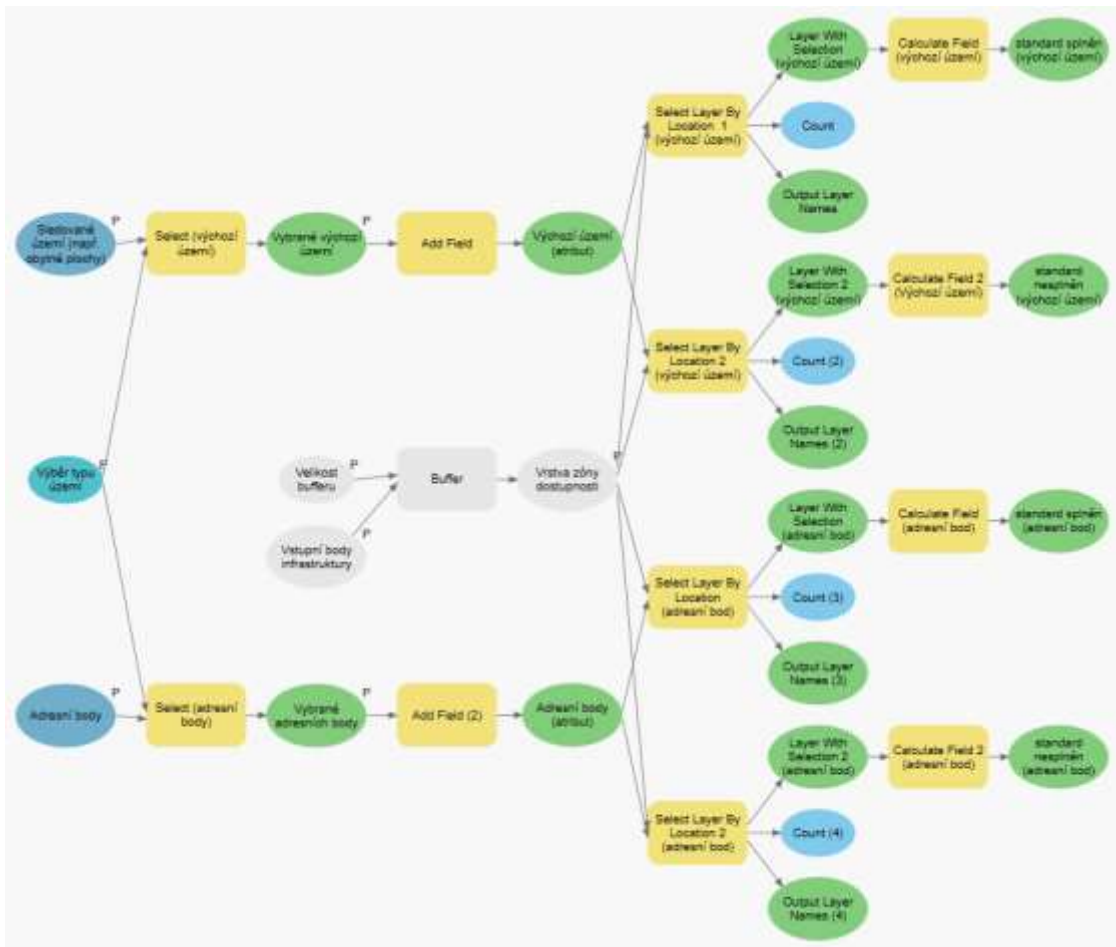 Layer With
Selection
(výchozí území)
Calculate Field
(výchozí území)
standard splněn
(výchozí území)
Select Layer By
Location 1
(výchozí území)
Count
Output Layer
Names
P
Sledované
území (např.
obytné plochy)
Select (výchozí
území)
P
Vybrané výchozí
území
Add Field
Výchozí území
(atribut)
Layer With
Selection 2
(výchozí území)
Calculate Field 2
(Výchozí území)
standard
nesplněn
(výchozí území)
Select Layer By
Location 2
(výchozí území)
Count (2)
Output Layer
Names (2)
P
Výběr typu
území
P
Velikost
bufferu
P
Vstupní body
infrastruktury
Buffer
P
Vrstva zóny
dostupnosti
Layer With
Selection
(adresní bod)
Calculate Field
(adresní bod)
standard splněn
(adresní bod)
Select Layer By
Location
(adresní bod)
Count (3)
Output Layer
Names (3)
P
Adresní body
Select (adresní
body)
P
Vybrané
adresních body
Add Field (2)
Adresní body
(atribut)
Layer With
Selection 2
(adresní bod)
Calculate Field 2
(adresní bod)
standard
nesplněn
(adresní bod)
Select Layer By
Location 2
(adresní bod)
Count (4)
Output Layer
Names (4)